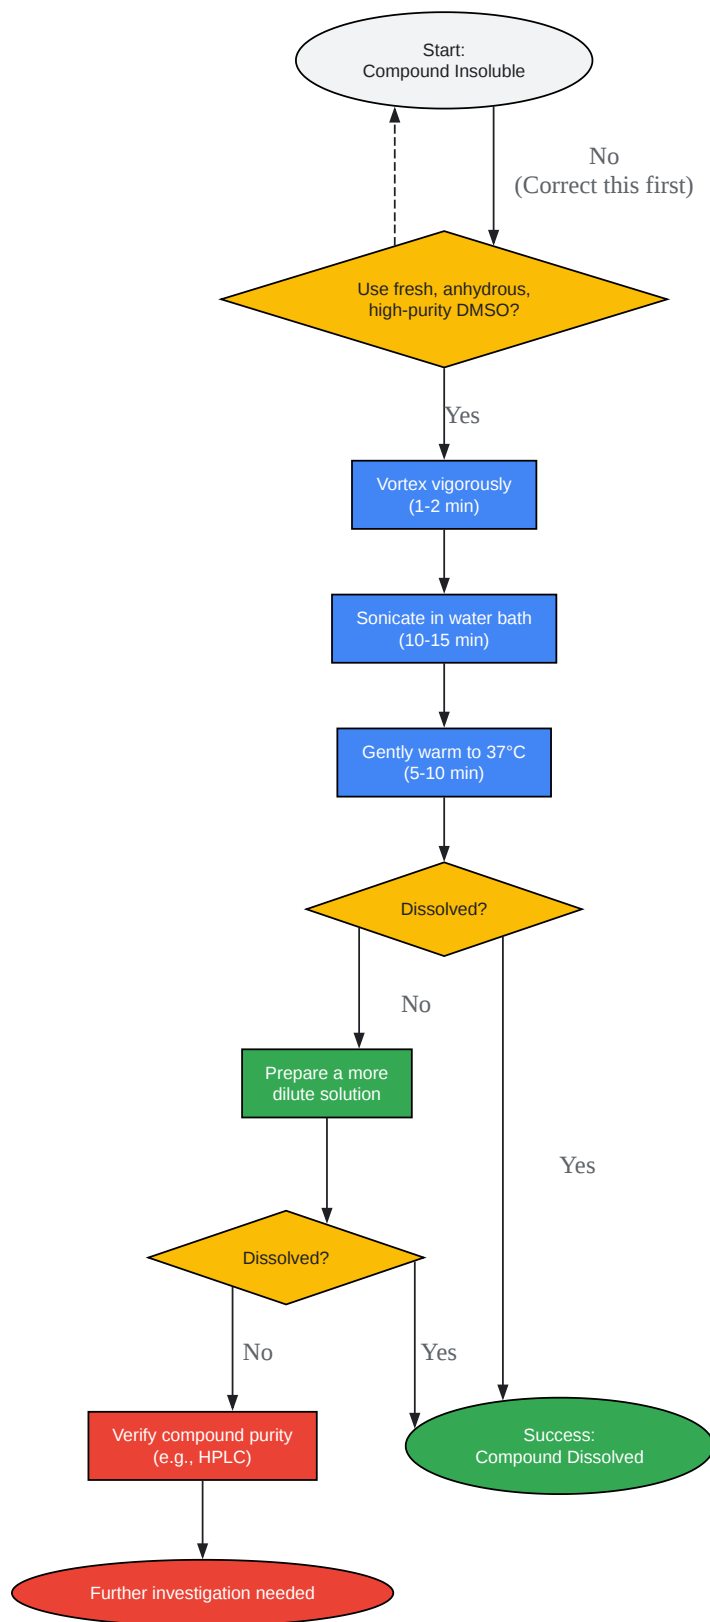 Start:
Compound Insoluble
No
(Correct this first)
Use fresh, anhydrous,
high-purity DMSO?
Yes
Vortex vigorously
(1-2 min)
Sonicate in water bath
(10-15 min)
Gently warm to 37°C
(5-10 min)
Dissolved?
No
Prepare a more
dilute solution
Yes
Dissolved?
No
Yes
Verify compound purity
(e.g., HPLC)
Success:
Compound Dissolved
Further investigation needed